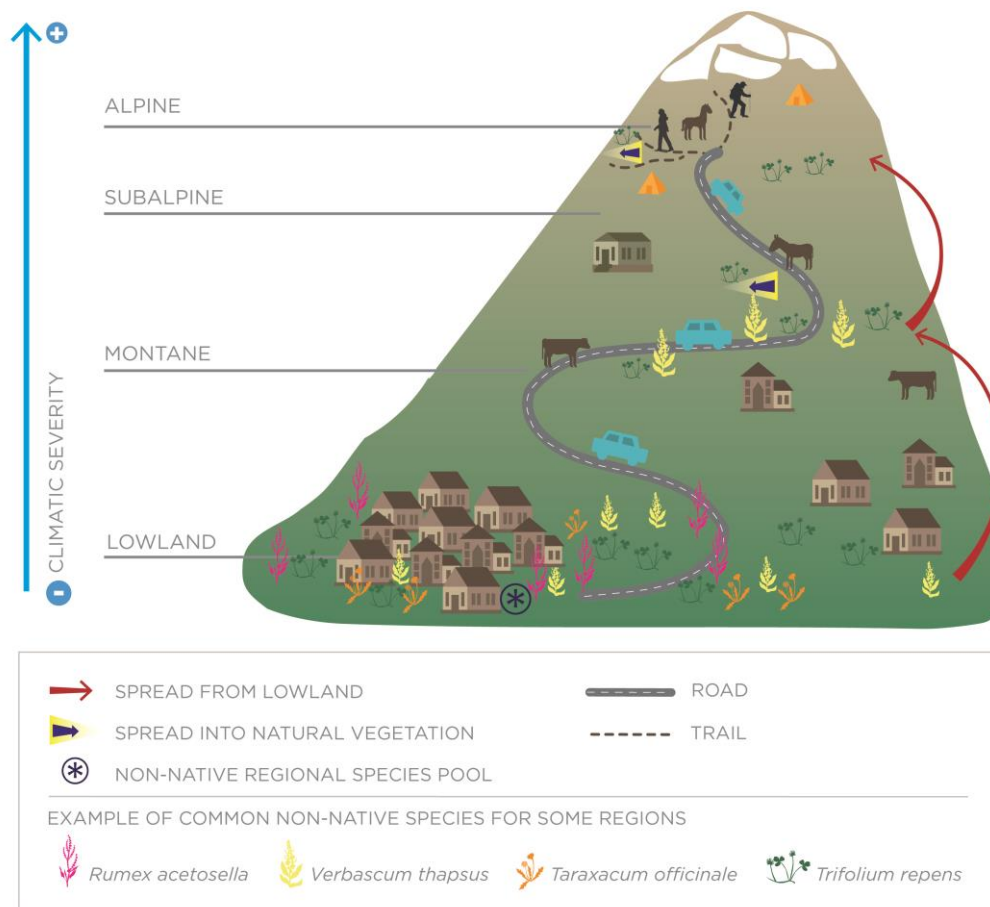 ALPINE
SUBALPINE
MONTANE
LOWLAND
CLIMATIC SEVERITY
+
-
SPREAD FROM LOWLAND
ROAD
SPREAD INTO NATURAL VEGETATION
TRAIL
NON-NATIVE REGIONAL SPECIES POOL
EXAMPLE OF COMMON NON-NATIVE SPECIES FOR SOME REGIONS
Rumex acetosella
Verbascum thapsus
Taraxacum officinale
Trifolium repens